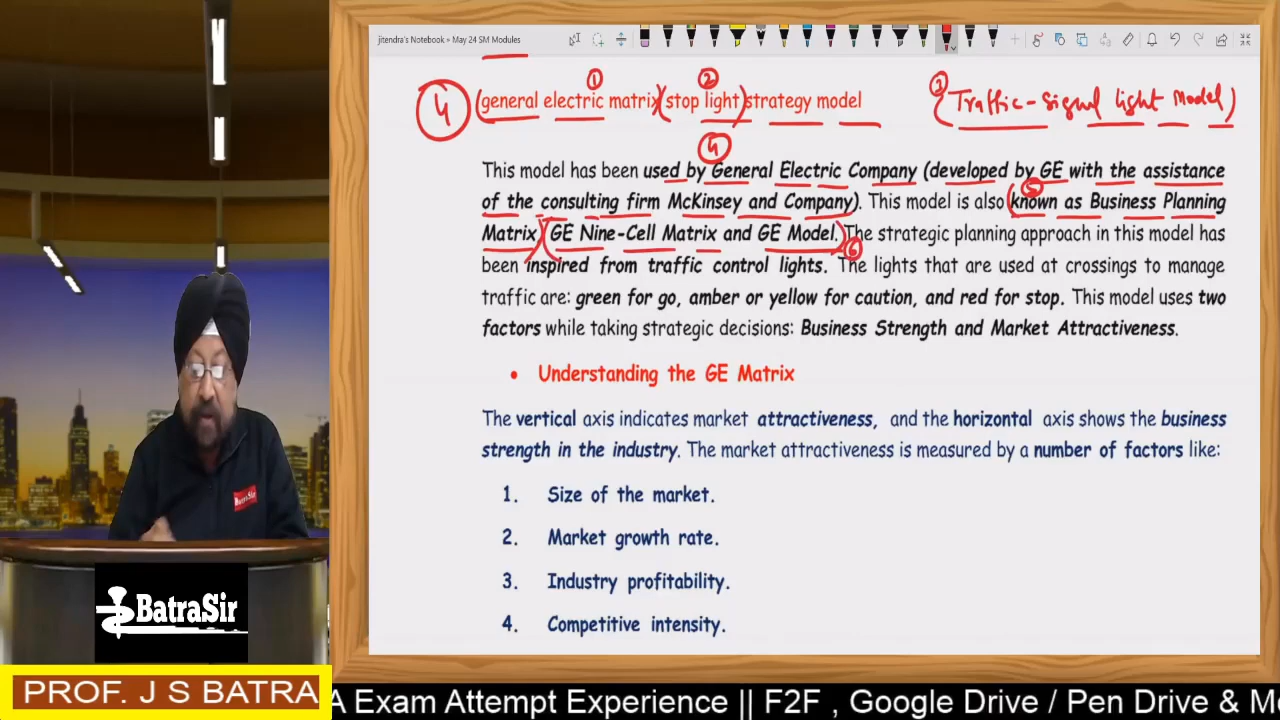 jitendra's Notebook » May 24 SM Modules
① ② ③
④ (general electric matrix) (stop light) strategy model (Traffic-signal light Model)
④
This model has been used by General Electric Company (developed by GE with the assistance
of the consulting firm McKinsey and Company). This model is also known as Business Planning
⑤
Matrix, GE Nine-Cell Matrix and GE Model. The strategic planning approach in this model has
⑥
been inspired from traffic control lights. The lights that are used at crossings to manage
traffic are: green for go, amber or yellow for caution, and red for stop. This model uses two
factors while taking strategic decisions: Business Strength and Market Attractiveness.
• Understanding the GE Matrix
The vertical axis indicates market attractiveness, and the horizontal axis shows the business
strength in the industry. The market attractiveness is measured by a number of factors like:
1. Size of the market.
2. Market growth rate.
3. Industry profitability.
4. Competitive intensity.
BatraSir
BatraSir
PROF. J S BATRA
A Exam Attempt Experience || F2F , Google Drive / Pen Drive & M